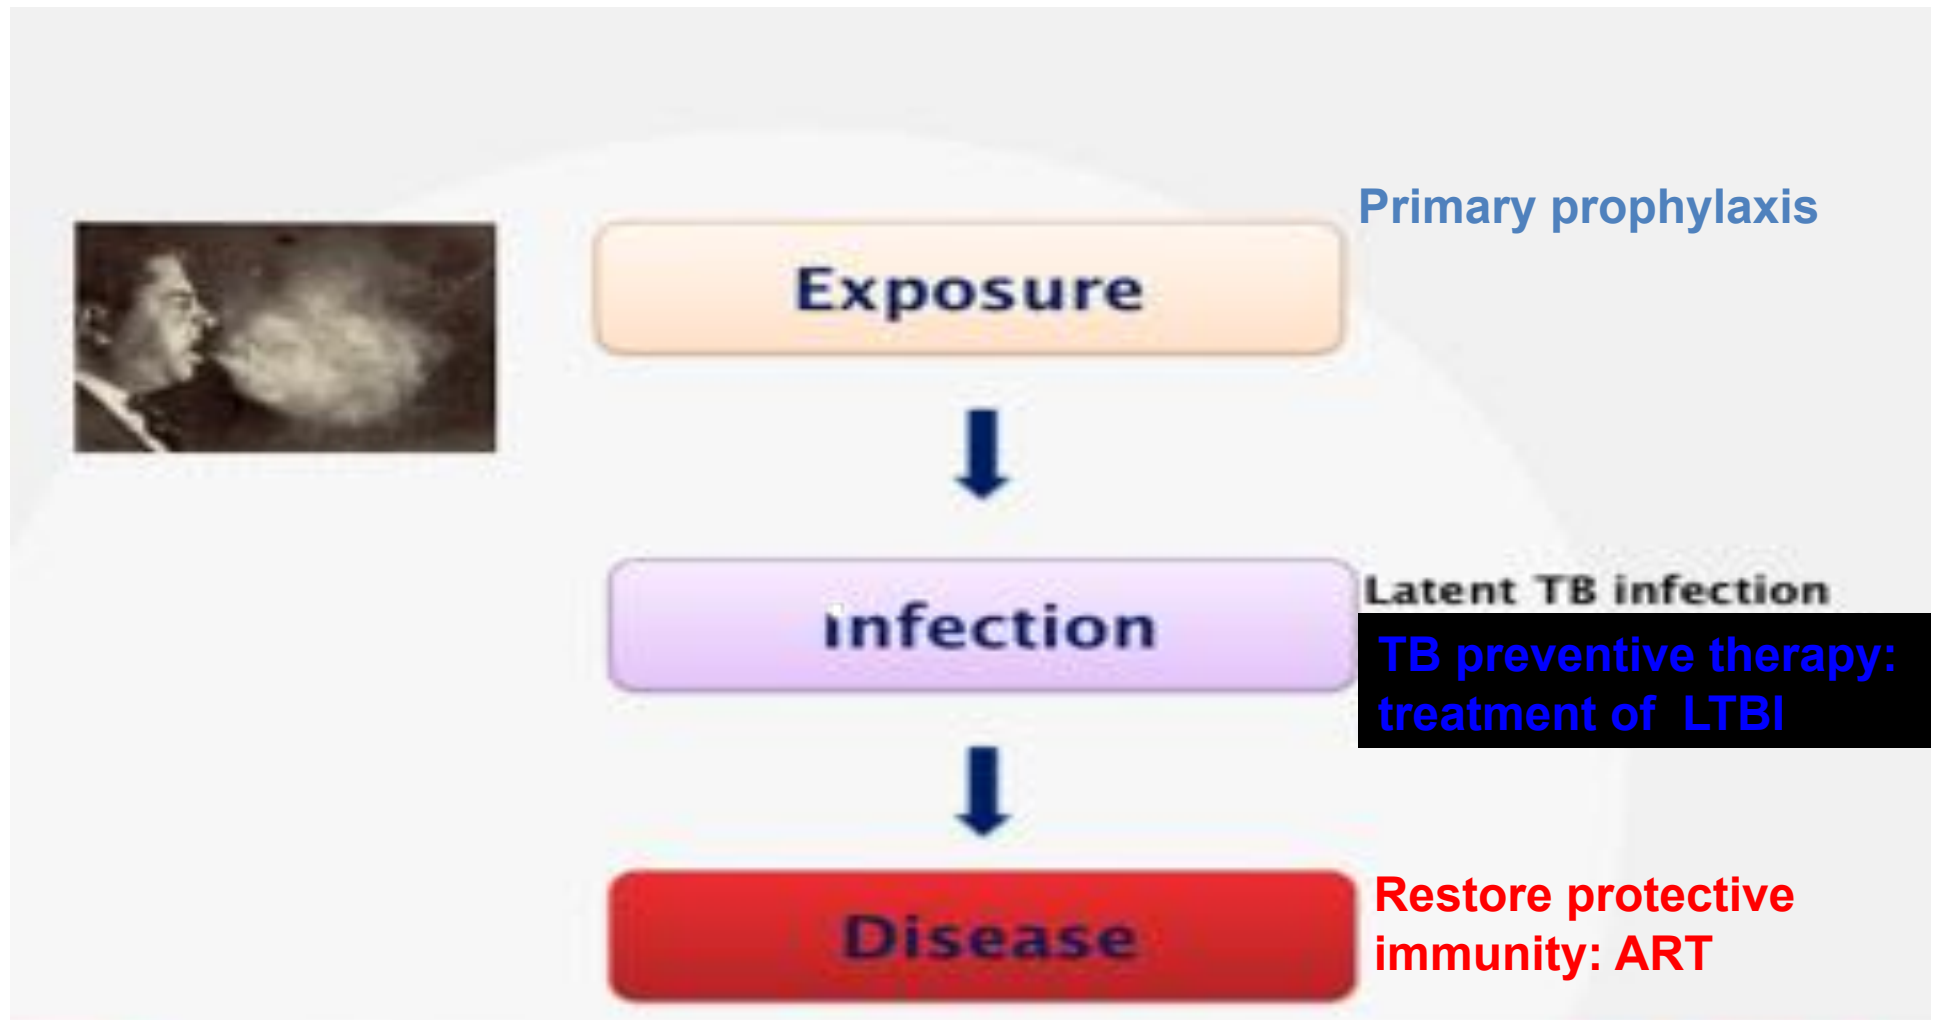 Primary prophylaxis
Exposure
Latent TB infection
infection
TB preventive therapy:
treatment of LTBI
Restore protective
immunity: ART
Disease